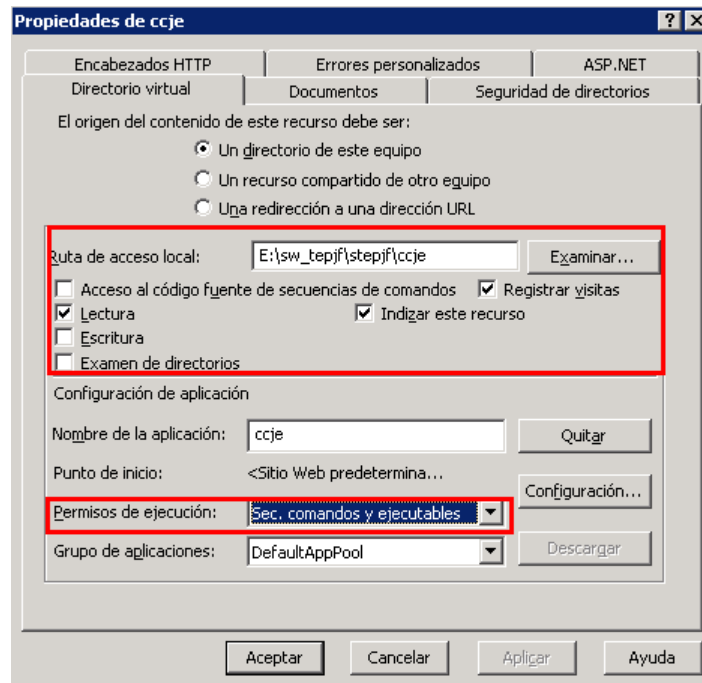 Propiedades de ccje
Encabezados HTTP Errores personalizados ASP.NET
Directorio virtual Documentos Seguridad de directorios
El origen del contenido de este recurso debe ser:
Un directorio de este equipo
Un recurso compartido de otro equipo
Una redirección a una dirección URL
Ruta de acceso local: E:\sw_tepjf\stepjf\ccje Examinar...
Acceso al código fuente de secuencias de comandos Registrar visitas
Lectura Indizar este recurso
Escritura
Examen de directorios
Configuración de aplicación
Nombre de la aplicación: ccje Quitar
Punto de inicio: <Sitio Web predetermina...
Configuración...
Permisos de ejecución: Sec. comandos y ejecutables
Grupo de aplicaciones: DefaultAppPool Descargar
Aceptar Cancelar Aplicar Ayuda